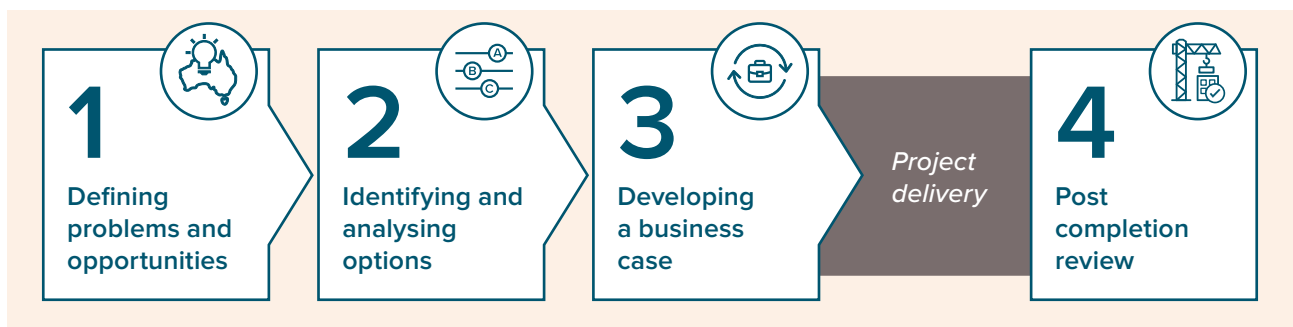 1
Defining
problems and
opportunities
A
B
C
2
Identifying and
analysing
options
3
Developing
a business
case
Project
delivery
4
Post
completion
review